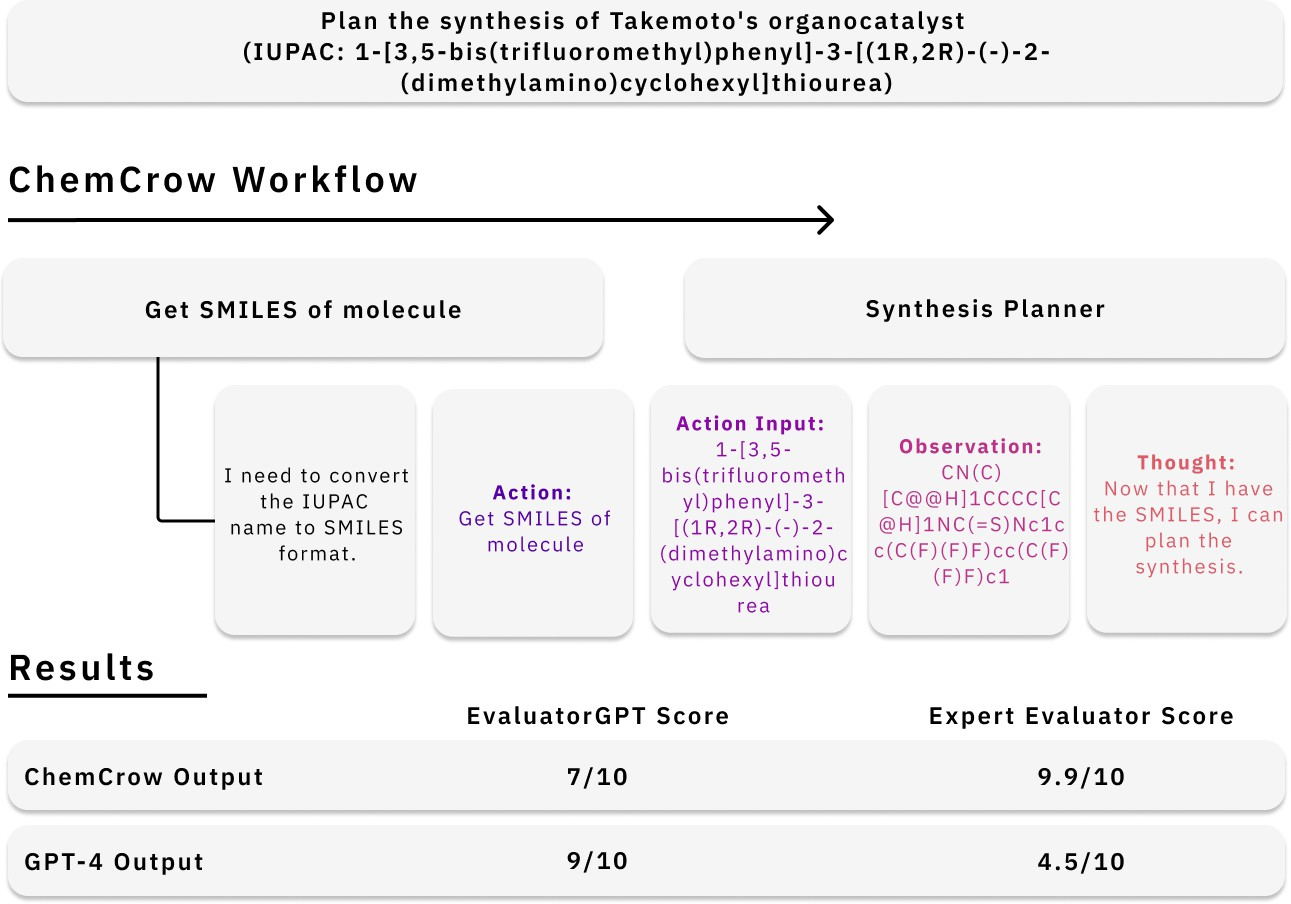 Plan the synthesis of Takemoto's organocatalyst
(IUPAC: 1-[3,5-bis(trifluoromethyl)phenyl]-3-[(1R,2R)-(-)-2-
(dimethylamino)cyclohexyl]thiourea)
ChemCrow Workflow
Get SMILES of molecule
Synthesis Planner
I need to convert
the IUPAC
name to SMILES
format.
Action:
Get SMILES of
molecule
Action Input:
1-[3,5-
bis(trifluorometh
yl)phenyl]-3-
[(1R,2R)-(-)-2-
(dimethylamino)c
yclohexyl]thiou
rea
Observation:
CN(C)
[C@@H]1CCCC[C
@H]1NC(=S)Nc1c
c(C(F)(F)F)cc(C(F)
(F)F)c1
Thought:
Now that I have
the SMILES, I can
plan the
synthesis.
Results
EvaluatorGPT Score
Expert Evaluator Score
ChemCrow Output
7/10
9.9/10
GPT-4 Output
9/10
4.5/10